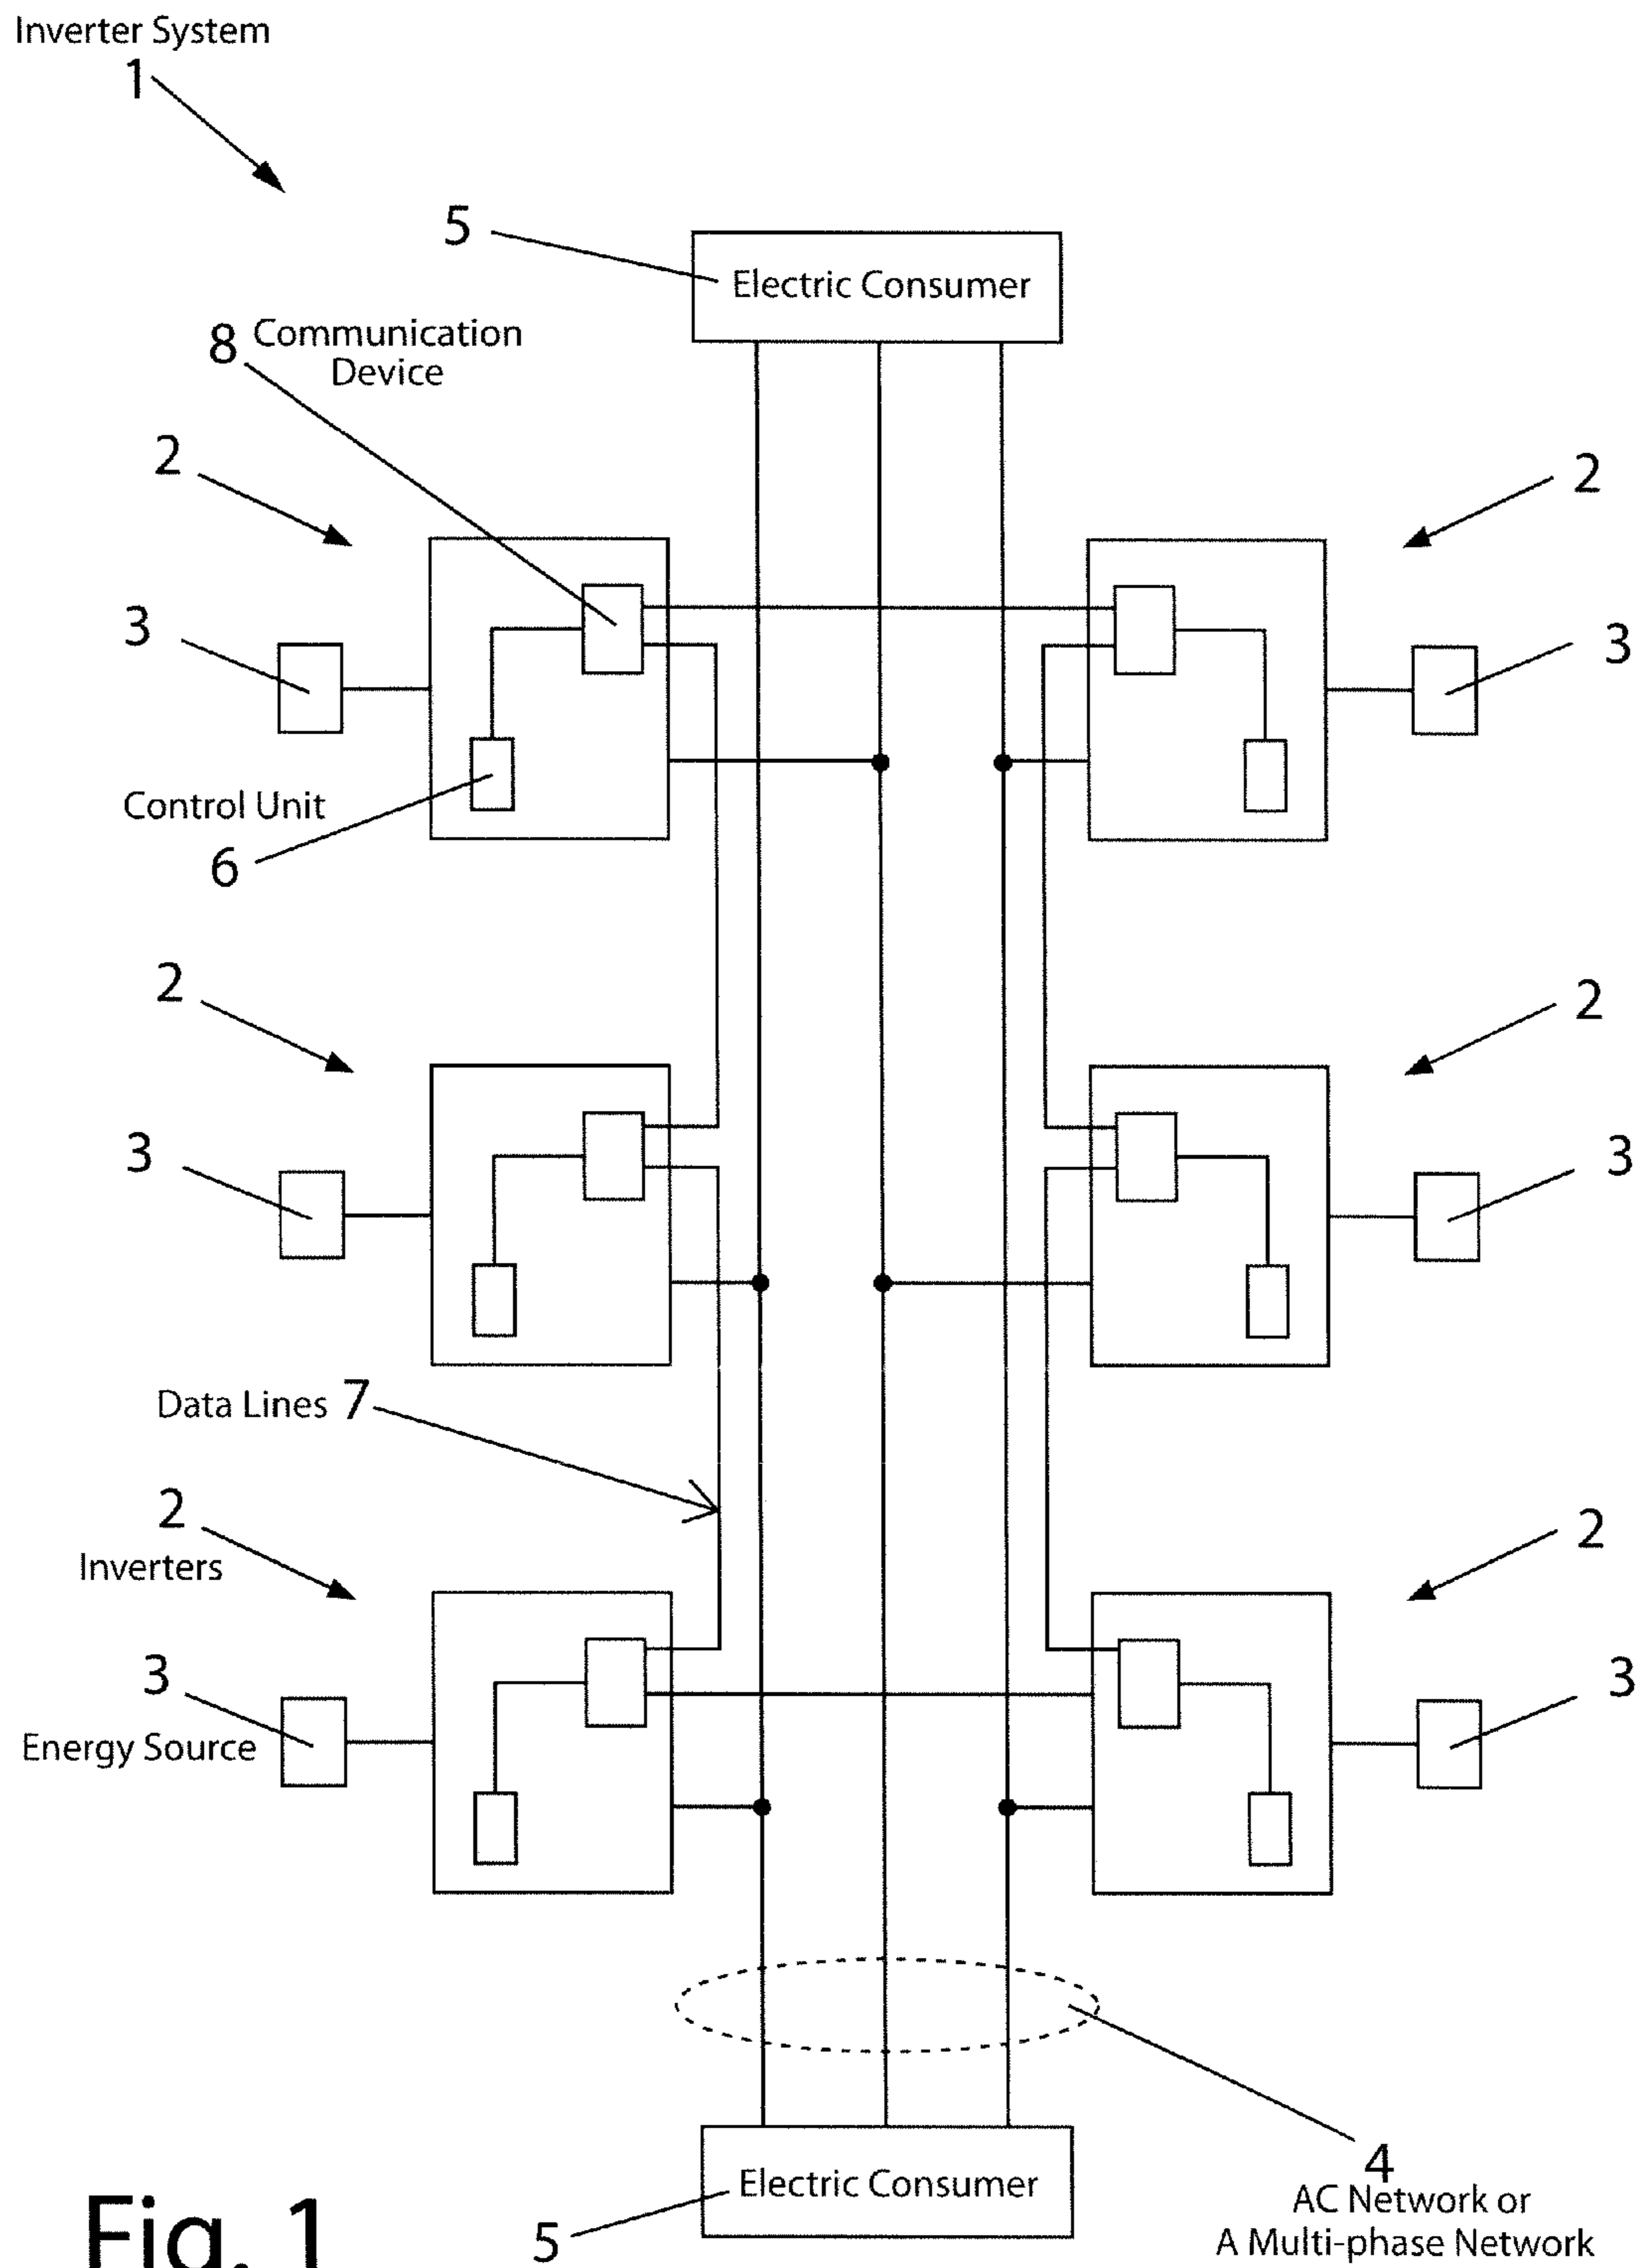 Inverter System
1
5
Electric Consumer
8 Communication
Device
2
2
3
3
Control Unit
6
2
2
3
3
Data Lines 7
2
2
Inverters
3
3
Energy Source
4
Electric Consumer
AC Network or
5
A Multi-phase Network
Fig. 1